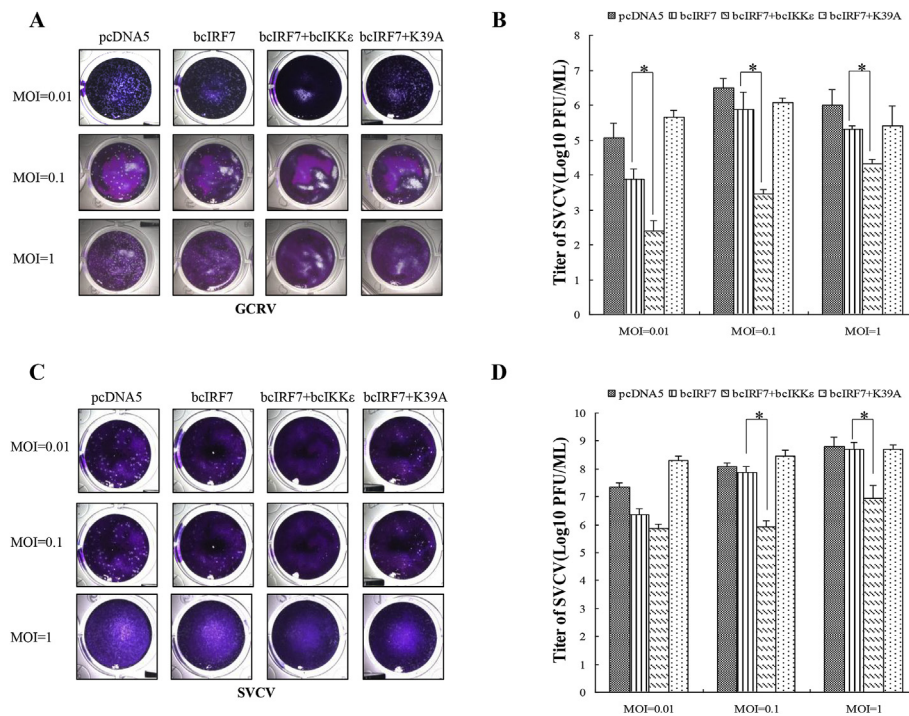 A
pcDNA5 bcIRF7 bcIRF7+bcIKKε bcIRF7+K39A
MOI=0.01
MOI=0.1
MOI=1
GCRV
B
pcDNA5 bcIRF7 bcIRF7+bcIKKε bcIRF7+K39A
Titer of SVCV(Log10 PFU/ML)
8
7
6
5
4
3
2
1
0
* * *
MOI=0.01 MOI=0.1 MOI=1
C
pcDNA5 bcIRF7 bcIRF7+bcIKKε bcIRF7+K39A
MOI=0.01
MOI=0.1
MOI=1
SVCV
D
pcDNA5 bcIRF7 bcIRF7+bcIKKε bcIRF7+K39A
Titer of SVCV(Log10 PFU/ML)
10
9
8
7
6
5
4
3
2
1
0
* *
MOI=0.01 MOI=0.1 MOI=1